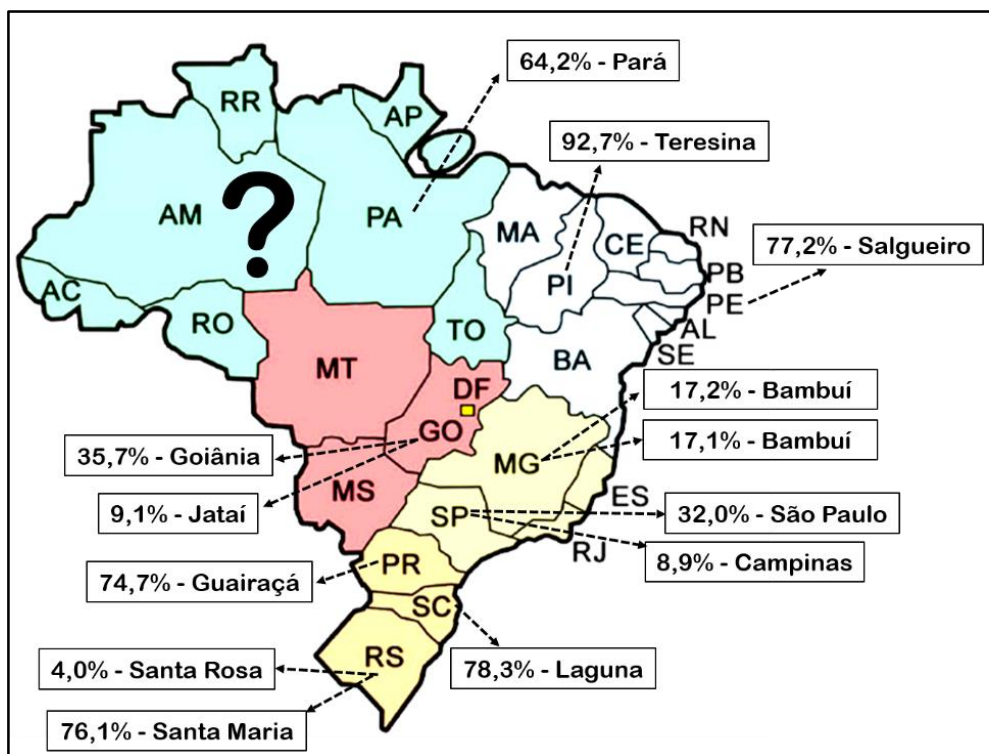 64,2% - Pará
RR
AP
92,7% - Teresina
AM
?
PA
MA
CE
RN
77,2% - Salgueiro
PI
PB
PE
AC
RO
TO
AL
SE
BA
MT
DF
17,2% - Bambuí
GO
35,7% - Goiânia
17,1% - Bambuí
MG
MS
ES
9,1% - Jataí
SP
32,0% - São Paulo
RJ
8,9% - Campinas
PR
74,7% - Guairaçá
SC
RS
4,0% - Santa Rosa
78,3% - Laguna
76,1% - Santa Maria